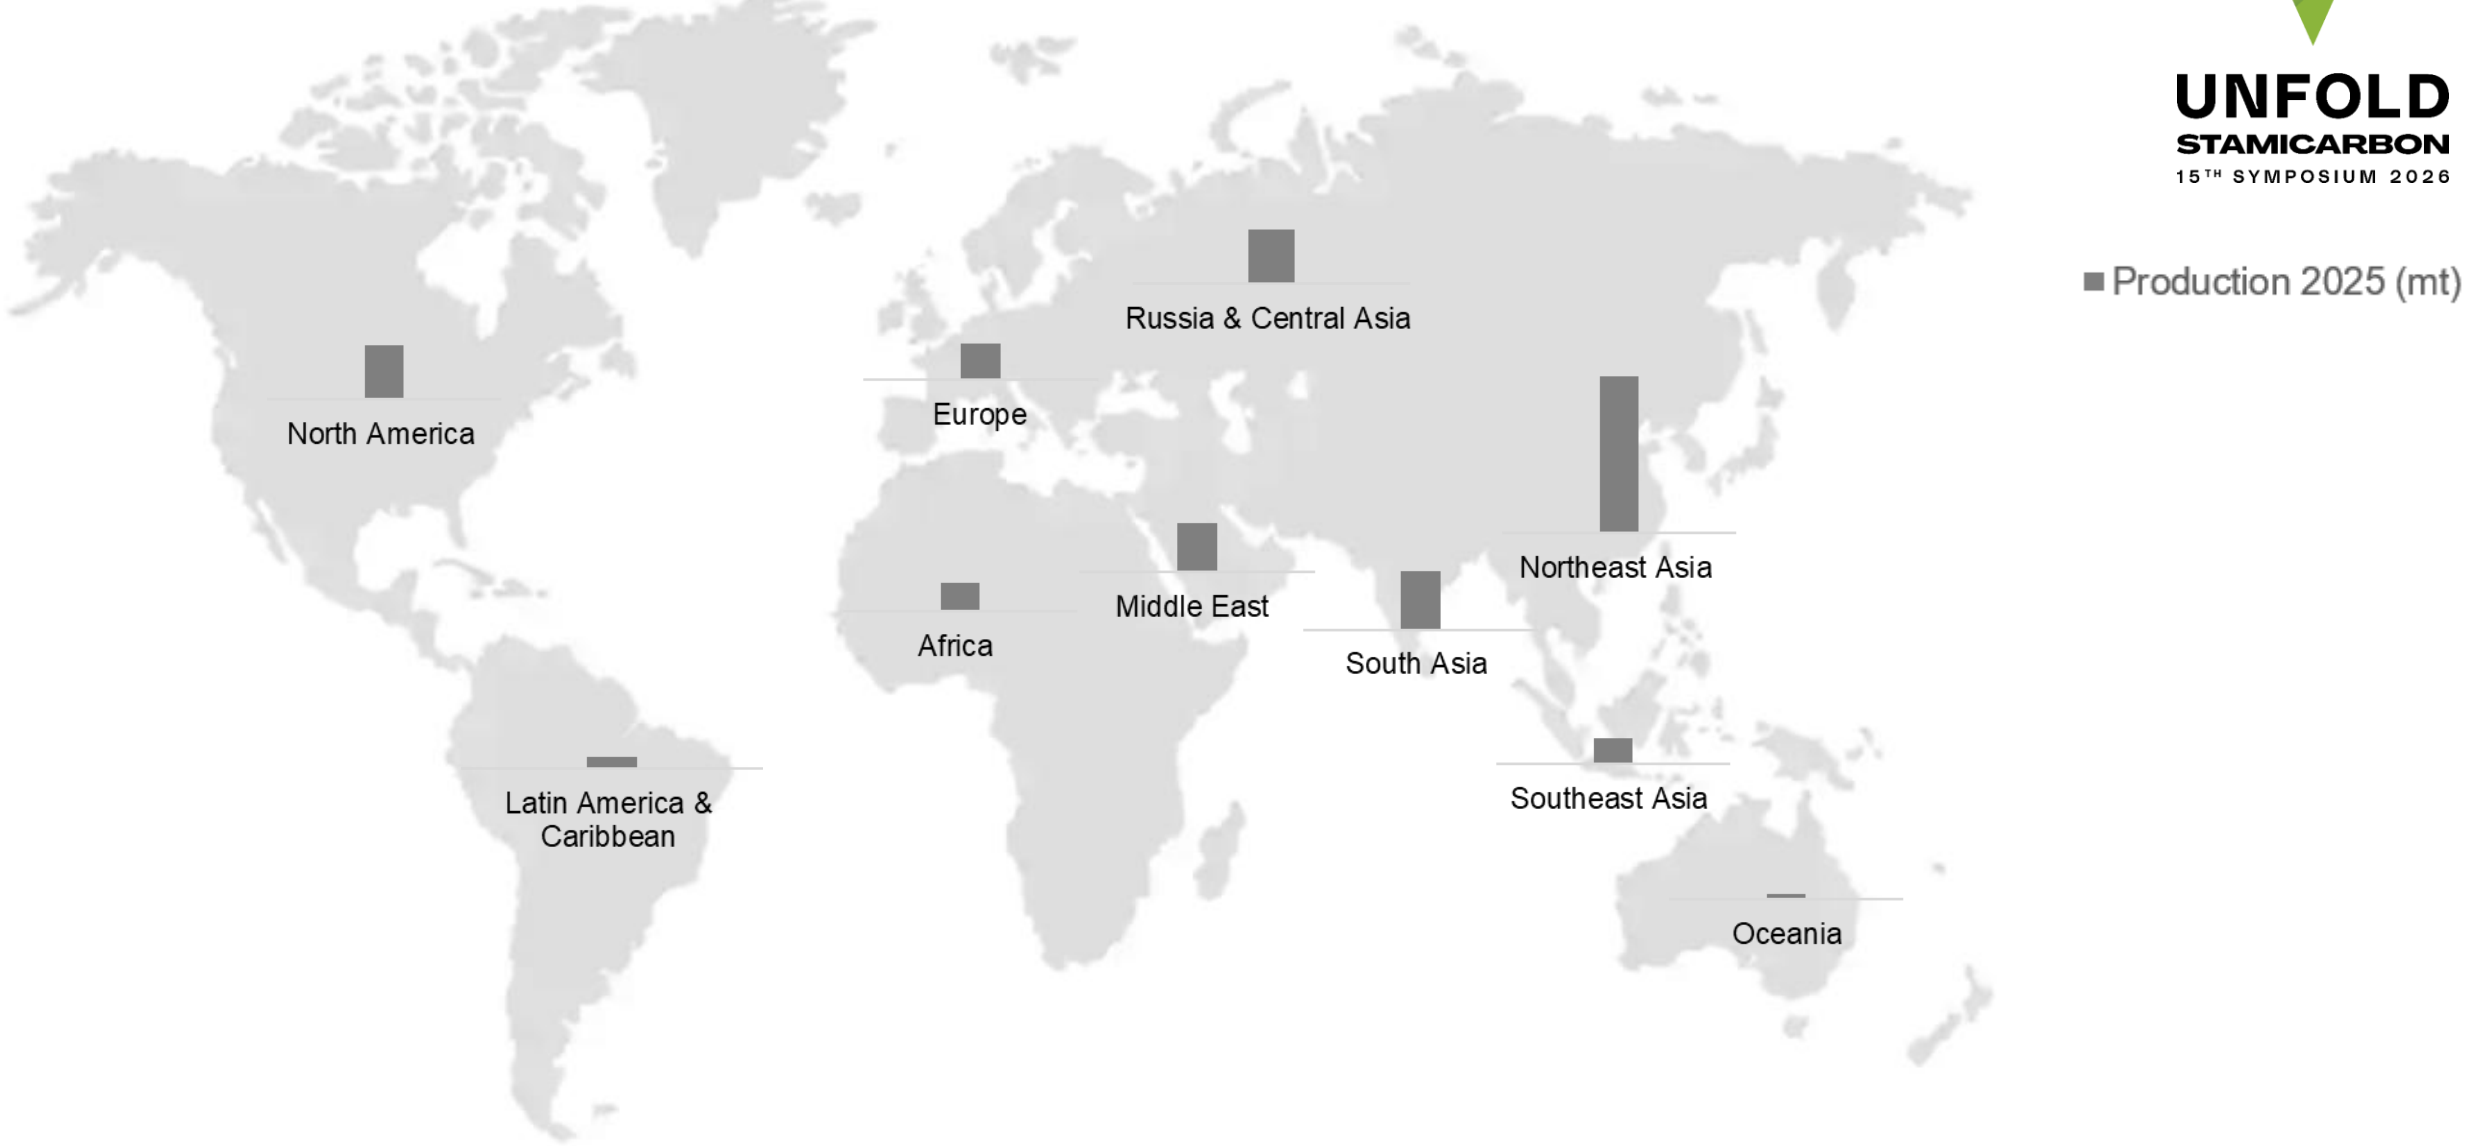 UNFOLD
STAMICARBON
15TH SYMPOSIUM 2026
Production 2025 (mt)
Russia & Central Asia
Europe
North America
Northeast Asia
Middle East
Africa
South Asia
Southeast Asia
Latin America &
Caribbean
Oceania